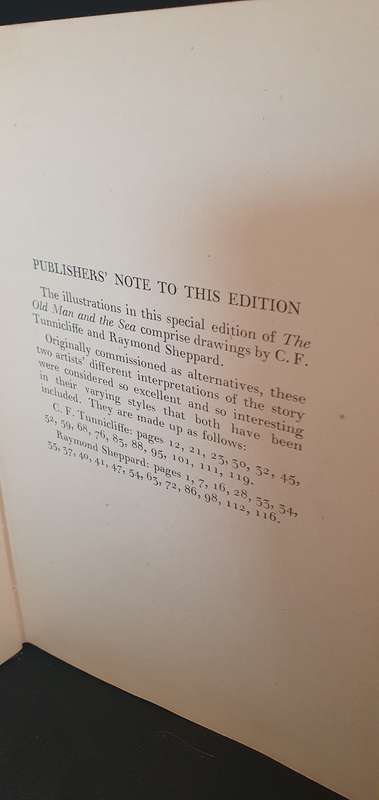 PUBLISHERS' NOTE TO THIS EDITION
The illustrations in this special edition of The
Old Man and the Sea comprise drawings by C. F.
Tunnicliffe and Raymond Sheppard.
Originally commissioned as alternatives, these
two artists' different interpretations of the story
were considered so excellent and so interesting
in their varying styles that both have been
included. They are made up as follows:
C. F. Tunnicliffe: pages 12, 21, 23, 30, 32, 45,
52, 59, 68, 76, 83, 88, 95, 101, 111, 119.
Raymond Sheppard: pages 1, 7, 16, 28, 33, 34,
35, 37, 40, 41, 47, 54, 63, 72, 86, 98, 112, 116.